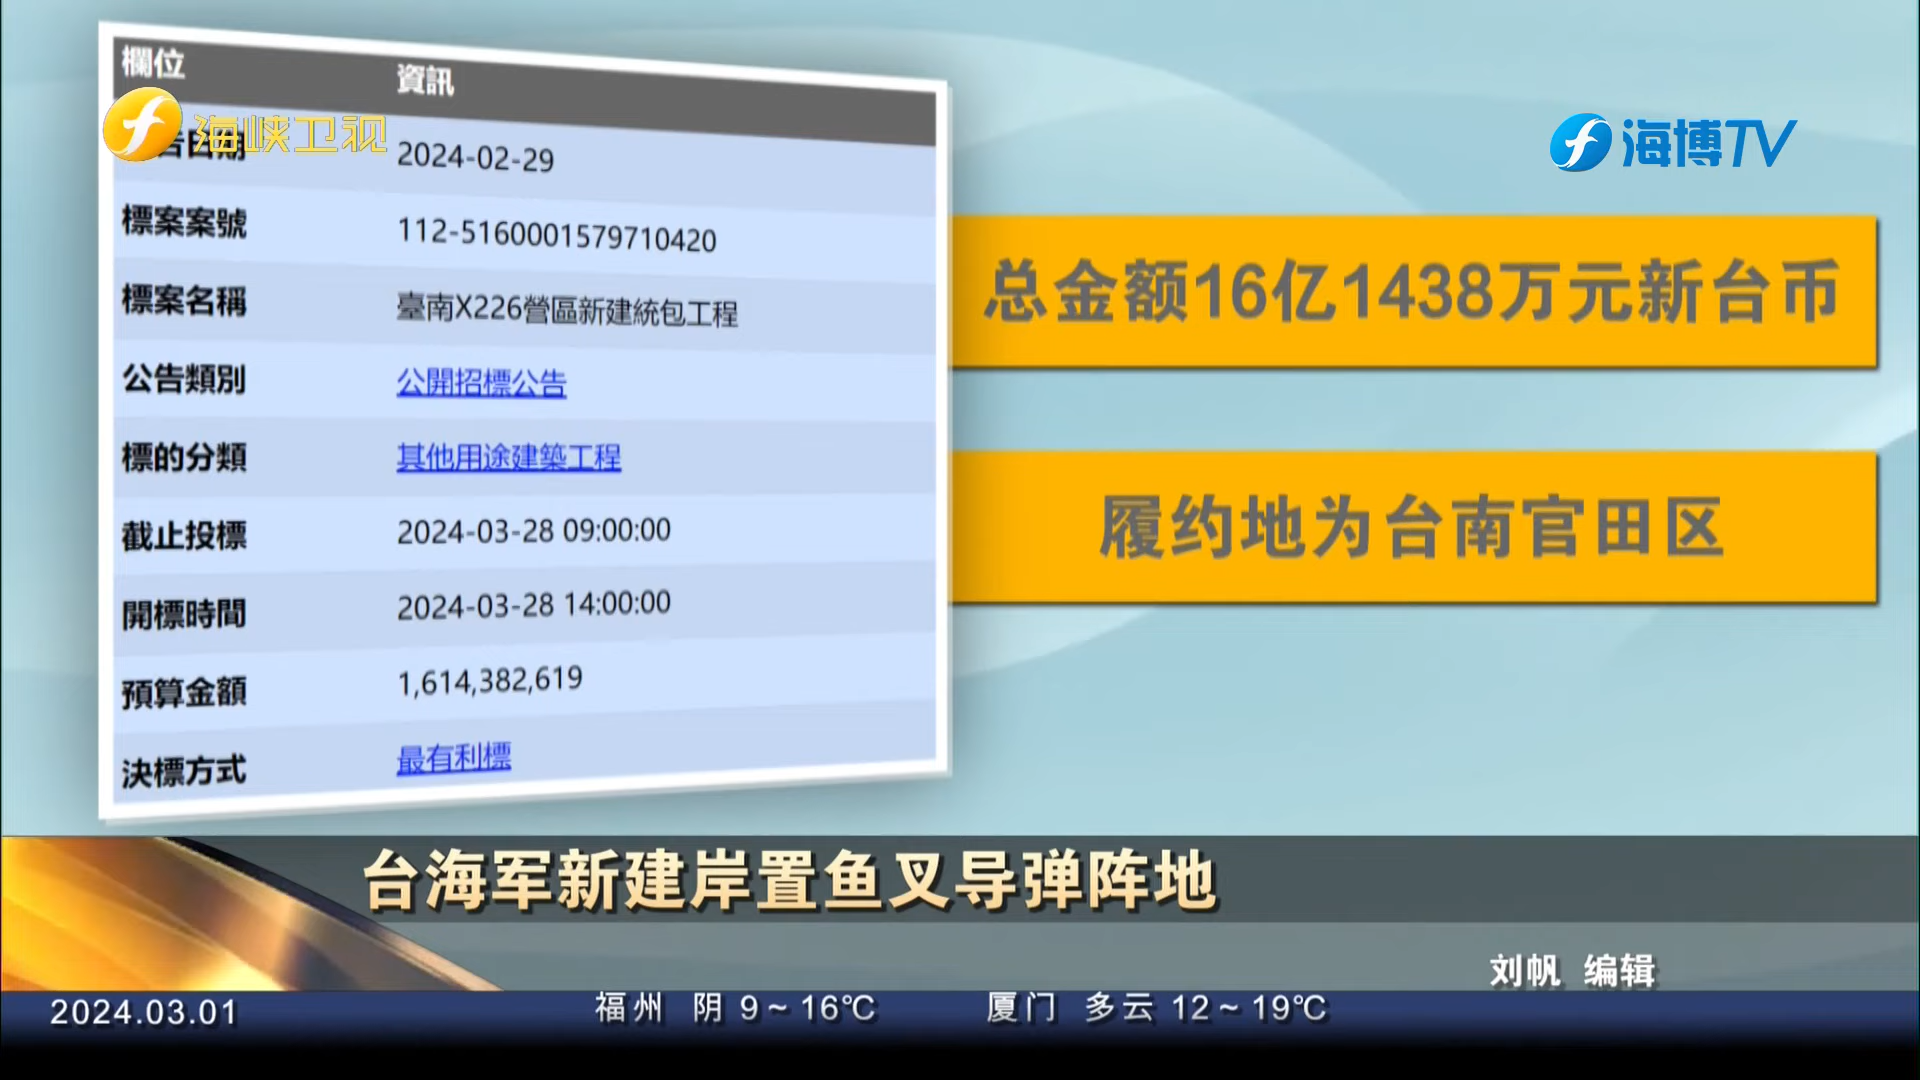 欄位 資訊
海峡卫视
告日期 2024-02-29
海博TV
標案案號 112-5160001579710420
標案名稱 臺南X226營區新建統包工程
总金额16亿1438万元新台币
公告類別 公開招標公告
標的分類 其他用途建築工程
截止投標 2024-03-28 09:00:00
履约地为台南官田区
開標時間 2024-03-28 14:00:00
預算金額 1,614,382,619
決標方式 最有利標
台海军新建岸置鱼叉导弹阵地
刘帆 编辑
2024.03.01 福州 阴 9~16℃ 厦门 多云 12~19℃